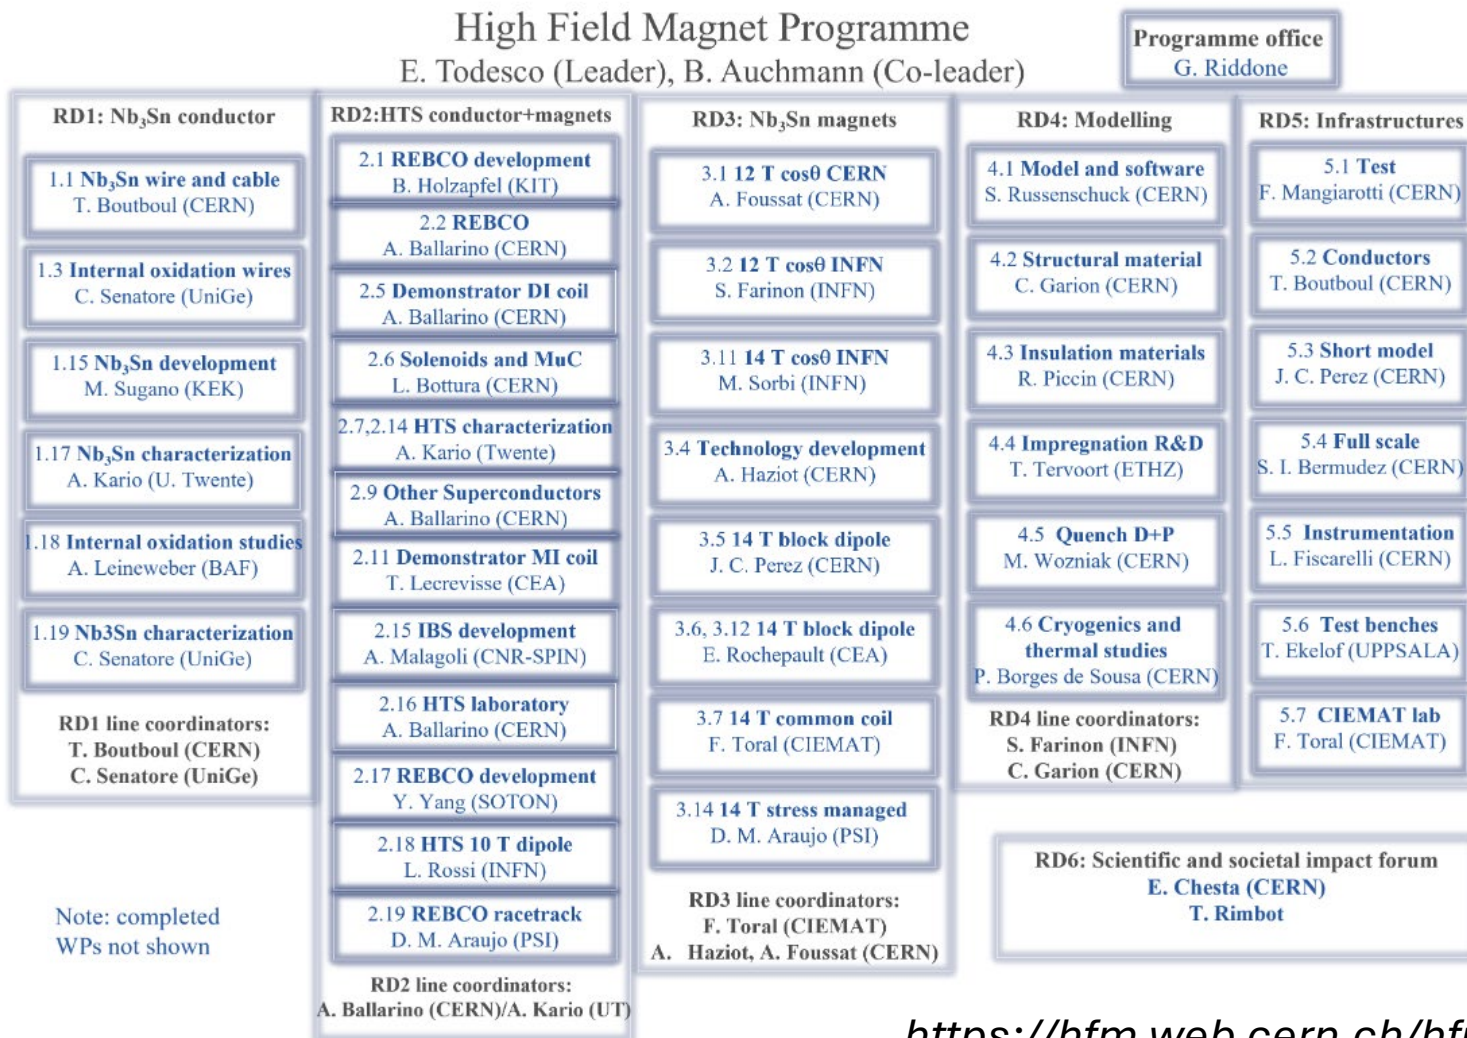 High Field Magnet Programme
E. Todesco (Leader), B. Auchmann (Co-leader)
Programme office
G. Riddone
RD1: Nb₃Sn conductor
1.1 Nb₃Sn wire and cable
T. Boutboul (CERN)
1.3 Internal oxidation wires
C. Senatore (UniGe)
1.15 Nb₃Sn development
M. Sugano (KEK)
1.17 Nb₃Sn characterization
A. Kario (U. Twente)
1.18 Internal oxidation studies
A. Leineweber (BAF)
1.19 Nb3Sn characterization
C. Senatore (UniGe)
RD1 line coordinators:
T. Boutboul (CERN)
C. Senatore (UniGe)
Note: completed
WPs not shown
RD2:HTS conductor+magnets
2.1 REBCO development
B. Holzapfel (KIT)
2.2 REBCO
A. Ballarino (CERN)
2.5 Demonstrator DI coil
A. Ballarino (CERN)
2.6 Solenoids and MuC
L. Bottura (CERN)
2.7,2.14 HTS characterization
A. Kario (Twente)
2.9 Other Superconductors
A. Ballarino (CERN)
2.11 Demonstrator MI coil
T. Lecrevisse (CEA)
2.15 IBS development
A. Malagoli (CNR-SPIN)
2.16 HTS laboratory
A. Ballarino (CERN)
2.17 REBCO development
Y. Yang (SOTON)
2.18 HTS 10 T dipole
L. Rossi (INFN)
2.19 REBCO racetrack
D. M. Araujo (PSI)
RD2 line coordinators:
A. Ballarino (CERN)/A. Kario (UT)
RD3: Nb₃Sn magnets
3.1 12 T cosθ CERN
A. Foussat (CERN)
3.2 12 T cosθ INFN
S. Farinon (INFN)
3.11 14 T cosθ INFN
M. Sorbi (INFN)
3.4 Technology development
A. Haziot (CERN)
3.5 14 T block dipole
J. C. Perez (CERN)
3.6, 3.12 14 T block dipole
E. Rochepault (CEA)
3.7 14 T common coil
F. Toral (CIEMAT)
3.14 14 T stress managed
D. M. Araujo (PSI)
RD3 line coordinators:
F. Toral (CIEMAT)
A. Haziot, A. Foussat (CERN)
RD4: Modelling
4.1 Model and software
S. Russenschuck (CERN)
4.2 Structural material
C. Garion (CERN)
4.3 Insulation materials
R. Piccin (CERN)
4.4 Impregnation R&D
T. Tervoort (ETHZ)
4.5 Quench D+P
M. Wozniak (CERN)
4.6 Cryogenics and
thermal studies
P. Borges de Sousa (CERN)
RD4 line coordinators:
S. Farinon (INFN)
C. Garion (CERN)
RD5: Infrastructures
5.1 Test
F. Mangiarotti (CERN)
5.2 Conductors
T. Boutboul (CERN)
5.3 Short model
J. C. Perez (CERN)
5.4 Full scale
S. I. Bermudez (CERN)
5.5 Instrumentation
L. Fiscarelli (CERN)
5.6 Test benches
T. Ekelof (UPPSALA)
5.7 CIEMAT lab
F. Toral (CIEMAT)
RD6: Scientific and societal impact forum
E. Chesta (CERN)
T. Rimbot